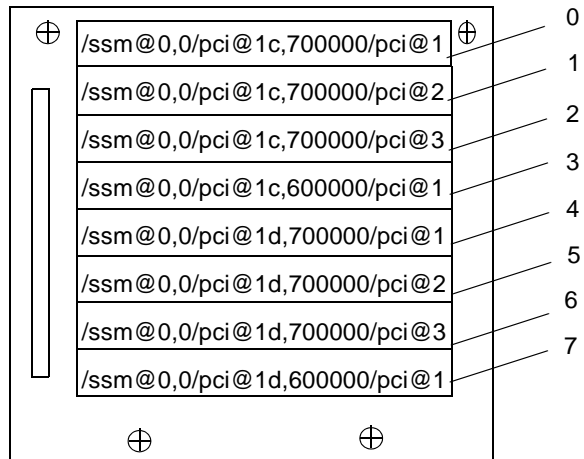 /ssm@0,0/pci@1c,700000/pci@1 0
/ssm@0,0/pci@1c,700000/pci@2 1
/ssm@0,0/pci@1c,700000/pci@3 2
/ssm@0,0/pci@1c,600000/pci@1 3
/ssm@0,0/pci@1d,700000/pci@1 4
/ssm@0,0/pci@1d,700000/pci@2 5
/ssm@0,0/pci@1d,700000/pci@3 6
/ssm@0,0/pci@1d,600000/pci@1 7